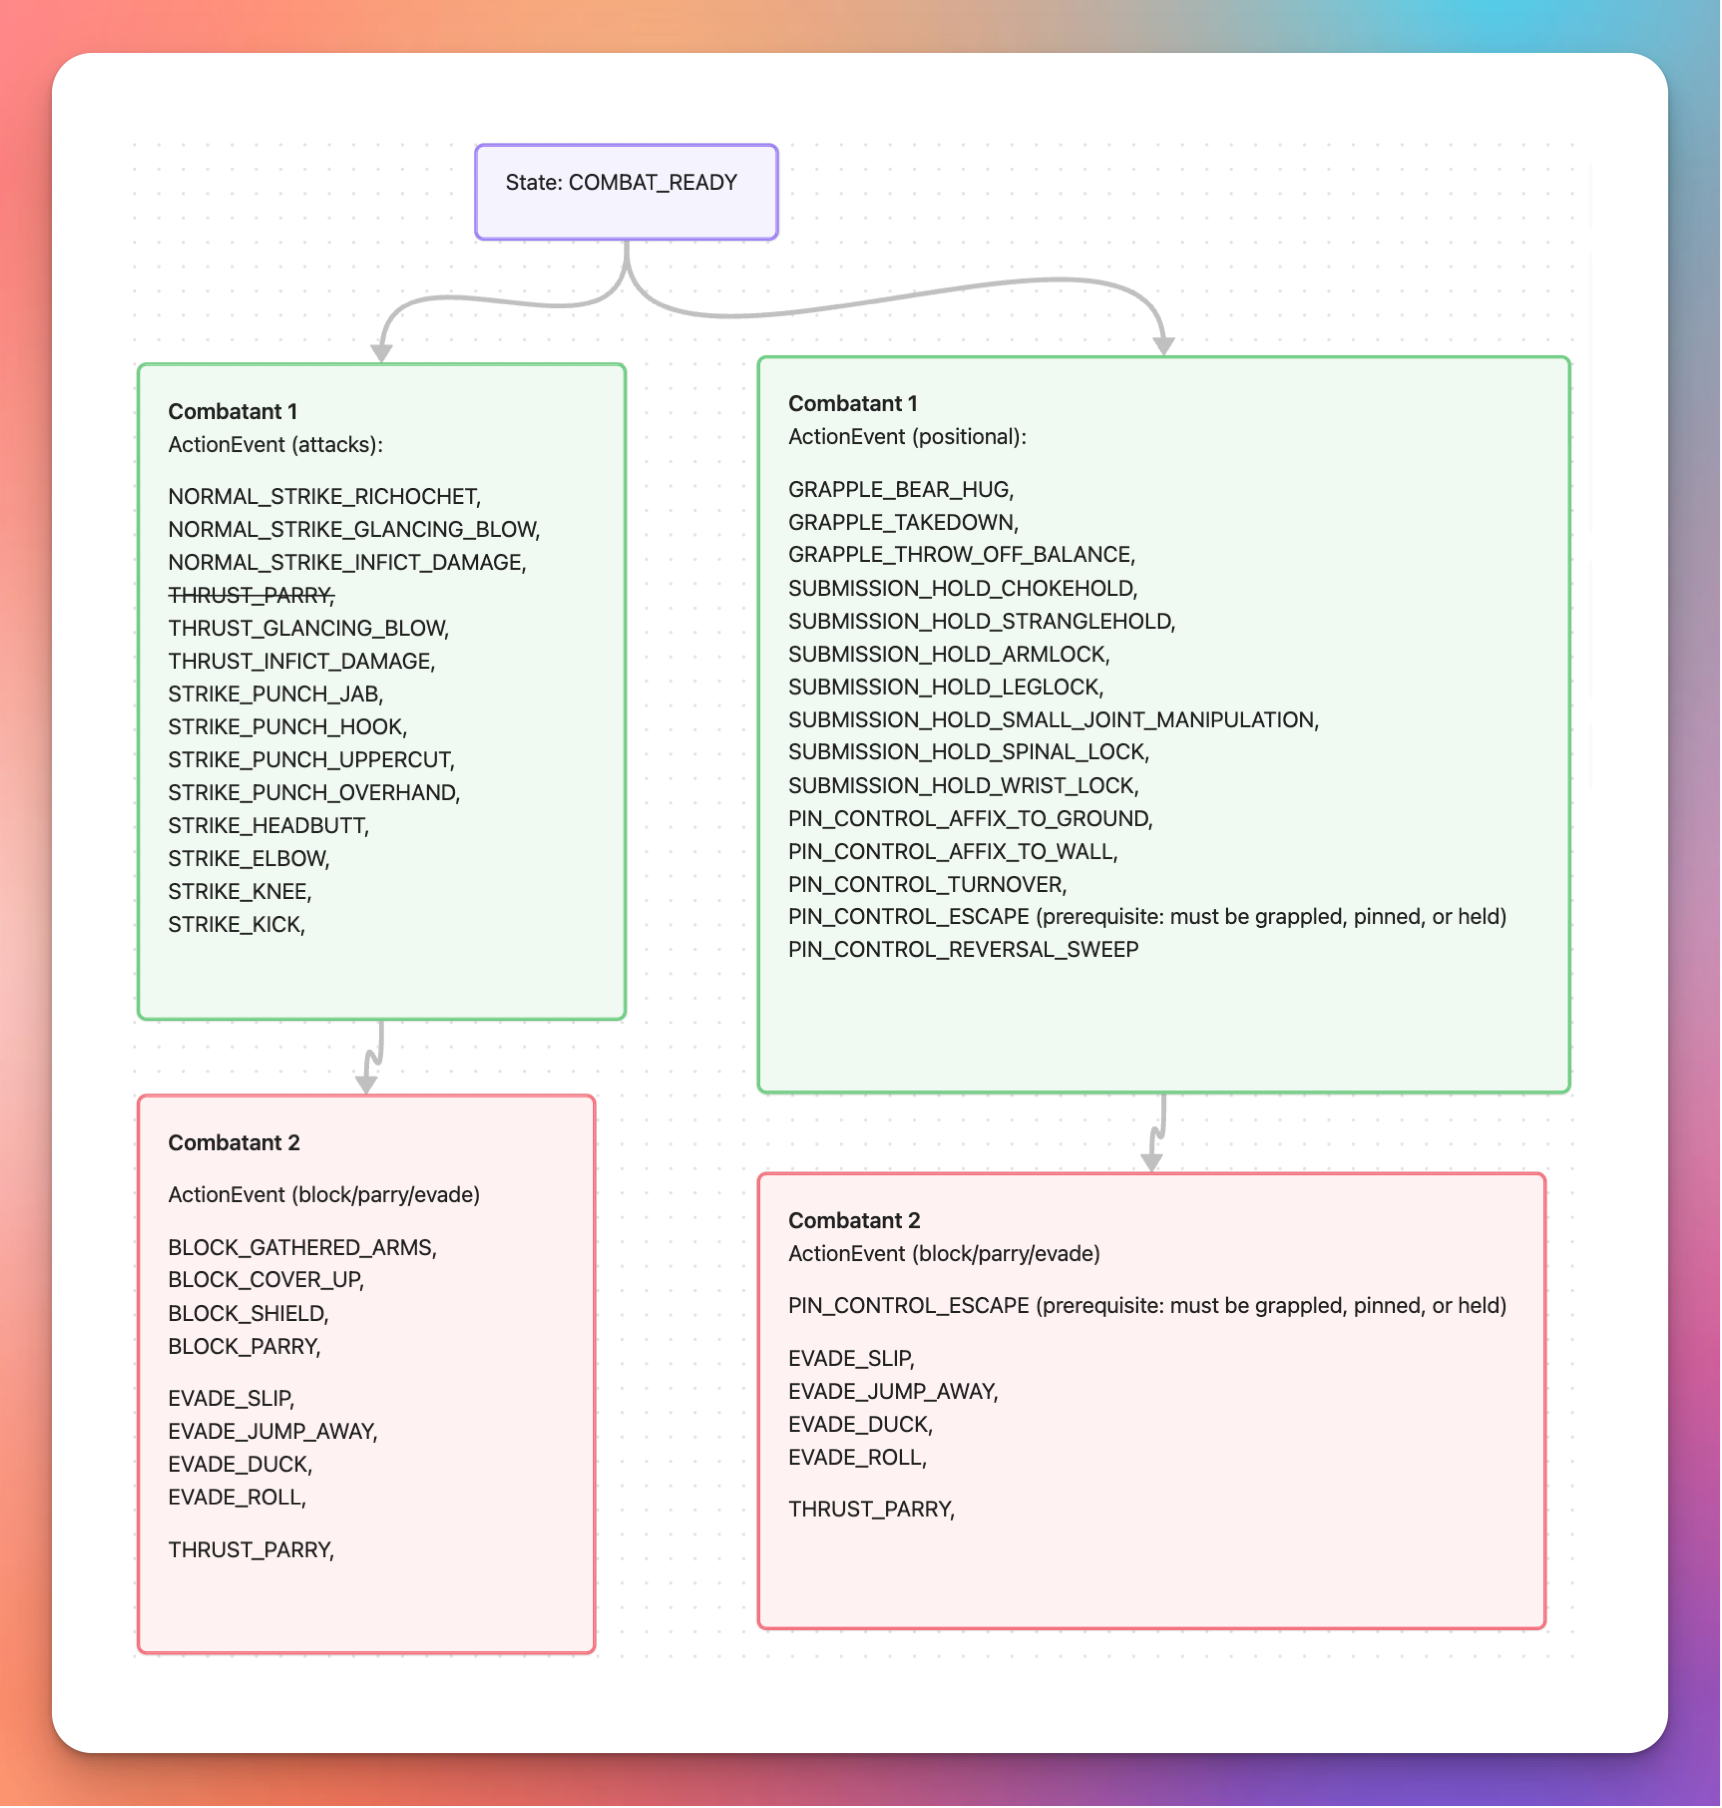 State: COMBAT_READY
Combatant 1
ActionEvent (attacks):
NORMAL_STRIKE_RICHOCHET,
NORMAL_STRIKE_GLANCING_BLOW,
NORMAL_STRIKE_INFICT_DAMAGE,
THRUST_PARRY,
THRUST_GLANCING_BLOW,
THRUST_INFICT_DAMAGE,
STRIKE_PUNCH_JAB,
STRIKE_PUNCH_HOOK,
STRIKE_PUNCH_UPPERCUT,
STRIKE_PUNCH_OVERHAND,
STRIKE_HEADBUTT,
STRIKE_ELBOW,
STRIKE_KNEE,
STRIKE_KICK,
Combatant 1
ActionEvent (positional):
GRAPPLE_BEAR_HUG,
GRAPPLE_TAKEDOWN,
GRAPPLE_THROW_OFF_BALANCE,
SUBMISSION_HOLD_CHOKEHOLD,
SUBMISSION_HOLD_STRANGLEHOLD,
SUBMISSION_HOLD_ARMLOCK,
SUBMISSION_HOLD_LEGLOCK,
SUBMISSION_HOLD_SMALL_JOINT_MANIPULATION,
SUBMISSION_HOLD_SPINAL_LOCK,
SUBMISSION_HOLD_WRIST_LOCK,
PIN_CONTROL_AFFIX_TO_GROUND,
PIN_CONTROL_AFFIX_TO_WALL,
PIN_CONTROL_TURNOVER,
PIN_CONTROL_ESCAPE (prerequisite: must be grappled, pinned, or held)
PIN_CONTROL_REVERSAL_SWEEP
Combatant 2
ActionEvent (block/parry/evade)
BLOCK_GATHERED_ARMS,
BLOCK_COVER_UP,
BLOCK_SHIELD,
BLOCK_PARRY,
EVADE_SLIP,
EVADE_JUMP_AWAY,
EVADE_DUCK,
EVADE_ROLL,
THRUST_PARRY,
Combatant 2
ActionEvent (block/parry/evade)
PIN_CONTROL_ESCAPE (prerequisite: must be grappled, pinned, or held)
EVADE_SLIP,
EVADE_JUMP_AWAY,
EVADE_DUCK,
EVADE_ROLL,
THRUST_PARRY,